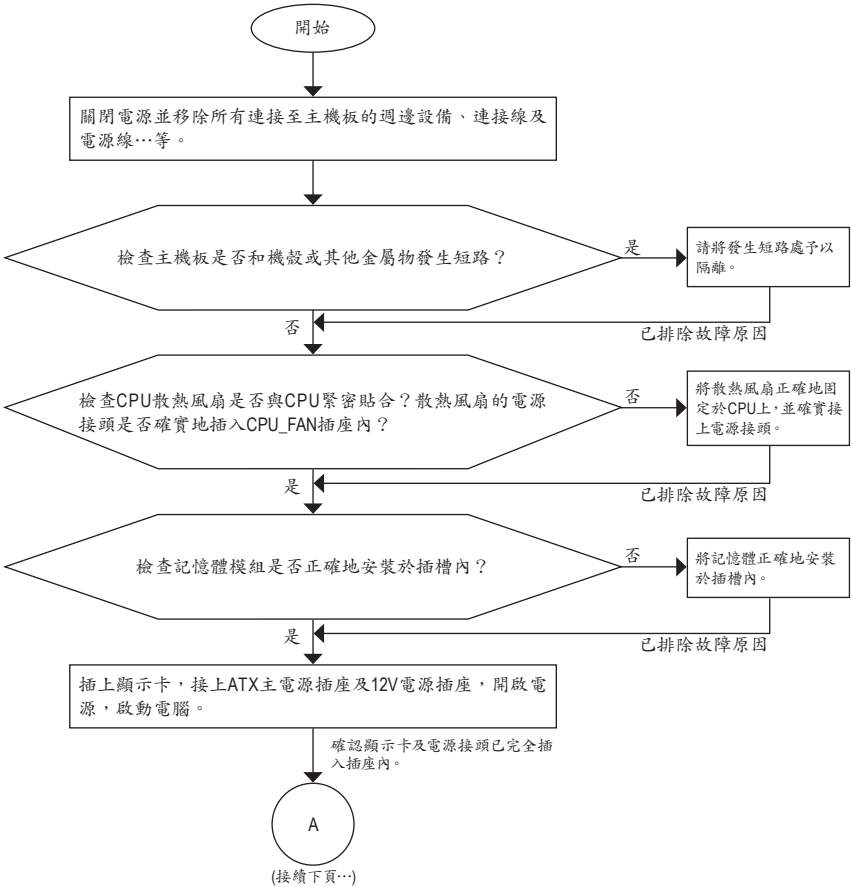 開始
關閉電源並移除所有連接至主機板的週邊設備、連接線及
電源線…等。
檢查主機板是否和機殼或其他金屬物發生短路？
是
請將發生短路處予以
隔離。
否
已排除故障原因
檢查CPU散熱風扇是否與CPU緊密貼合？散熱風扇的電源
接頭是否確實地插入CPU_FAN插座內？
否
將散熱風扇正確地固
定於CPU上，並確實接
上電源接頭。
是
已排除故障原因
檢查記憶體模組是否正確地安裝於插槽內？
否
將記憶體正確地安裝
於插槽內。
是
已排除故障原因
插上顯示卡，接上ATX主電源插座及12V電源插座，開啟電
源，啟動電腦。
確認顯示卡及電源接頭已完全插
入插座內。
A
(接續下頁…)